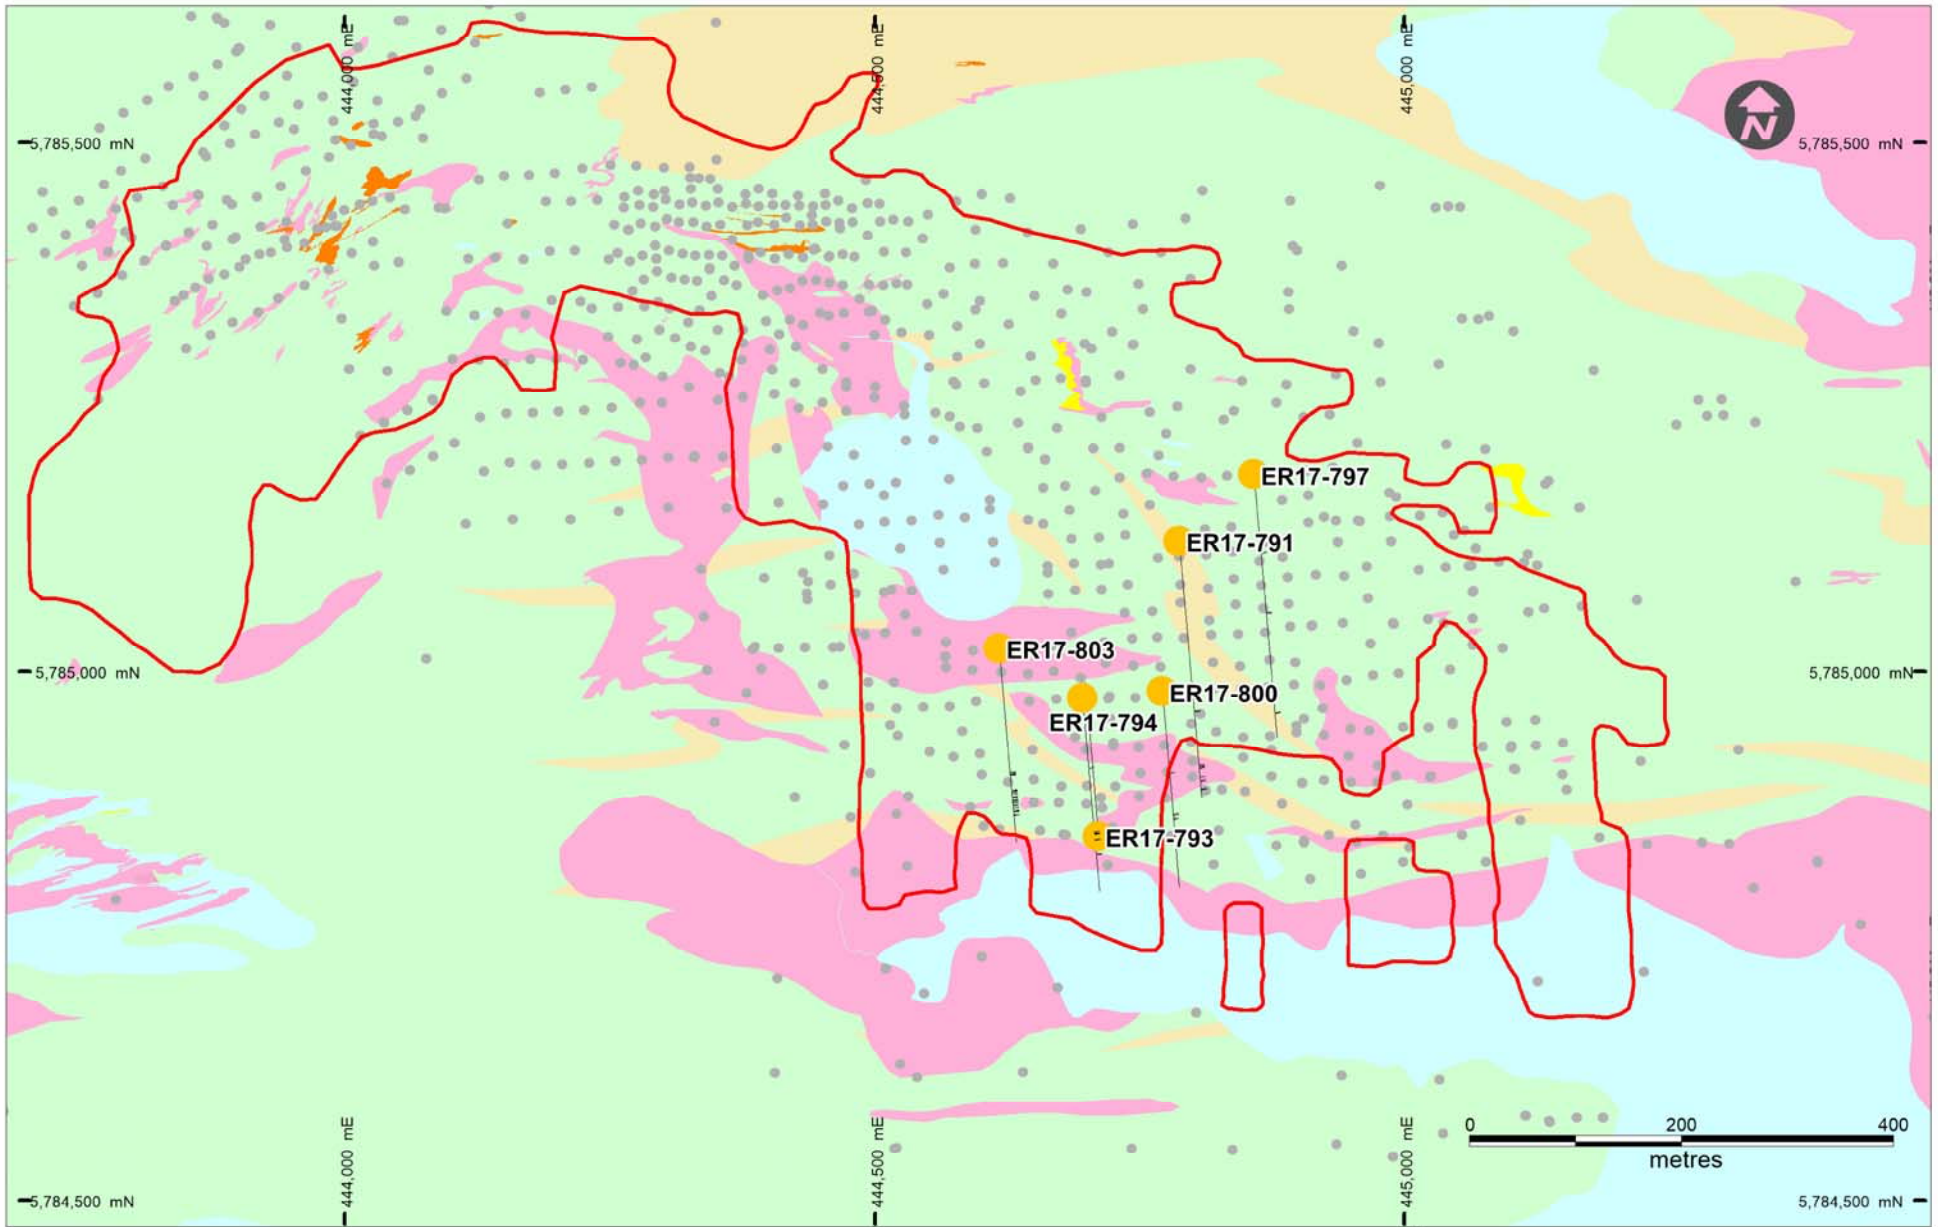 444,000 mE
444,500 mE
445,000 mE
5,785,500 mN
5,785,500 mN
N
ER17-797
ER17-791
ER17-803
5,785,000 mN
5,785,000 mN
ER17-800
ER17-794
ER17-793
444,000 mE
444,500 mE
445,000 mE
0 200 400
metres
5,784,500 mN
5,784,500 mN